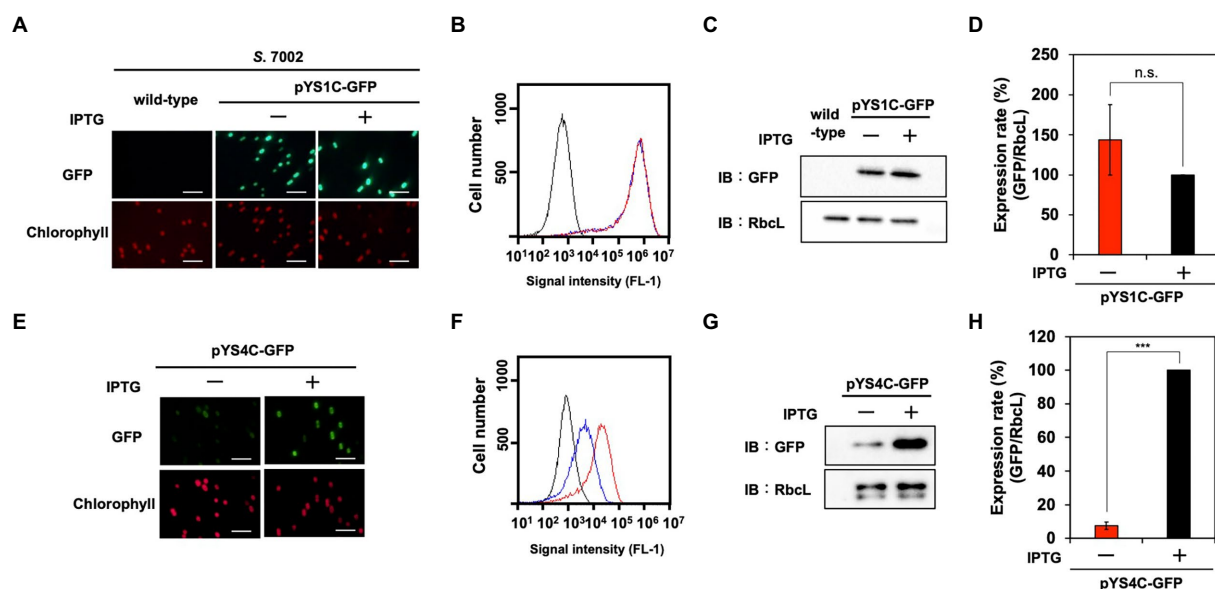 A
S. 7002
wild-type
pYS1C-GFP
IPTG — +
GFP
Chlorophyll
B
Cell number
1000
500
10¹ 10² 10³ 10⁴ 10⁵ 10⁶ 10⁷
Signal intensity (FL-1)
C
wild
-type
pYS1C-GFP
IPTG — +
IB : GFP
IB : RbcL
D
Expression rate (%)
(GFP/RbcL)
250
200
150
100
50
0
n.s.
IPTG — +
pYS1C-GFP
E
pYS4C-GFP
IPTG — +
GFP
Chlorophyll
F
Cell number
1000
500
10¹ 10² 10³ 10⁴ 10⁵ 10⁶ 10⁷
Signal intensity (FL-1)
G
pYS4C-GFP
IPTG — +
IB : GFP
IB : RbcL
H
Expression rate (%)
(GFP/RbcL)
120
100
80
60
40
20
0
***
IPTG — +
pYS4C-GFP